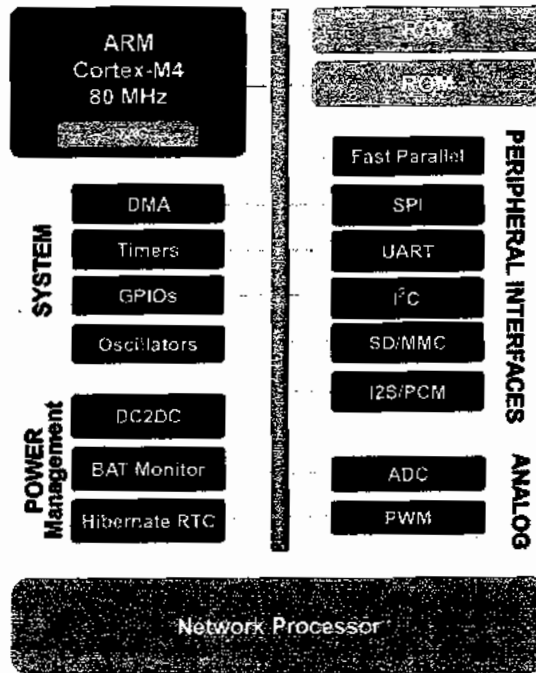 ARM
Cortex-M4
80 MHz
RAM
ROM
SYSTEM
DMA
Timers
GPIOs
Oscillators
POWER
Management
DC2DC
BAT Monitor
Hibernate RTC
PERIPHERAL INTERFACES
Fast Parallel
SPI
UART
I²C
SD/MMC
I2S/PCM
ANALOG
ADC
PWM
Network Processor